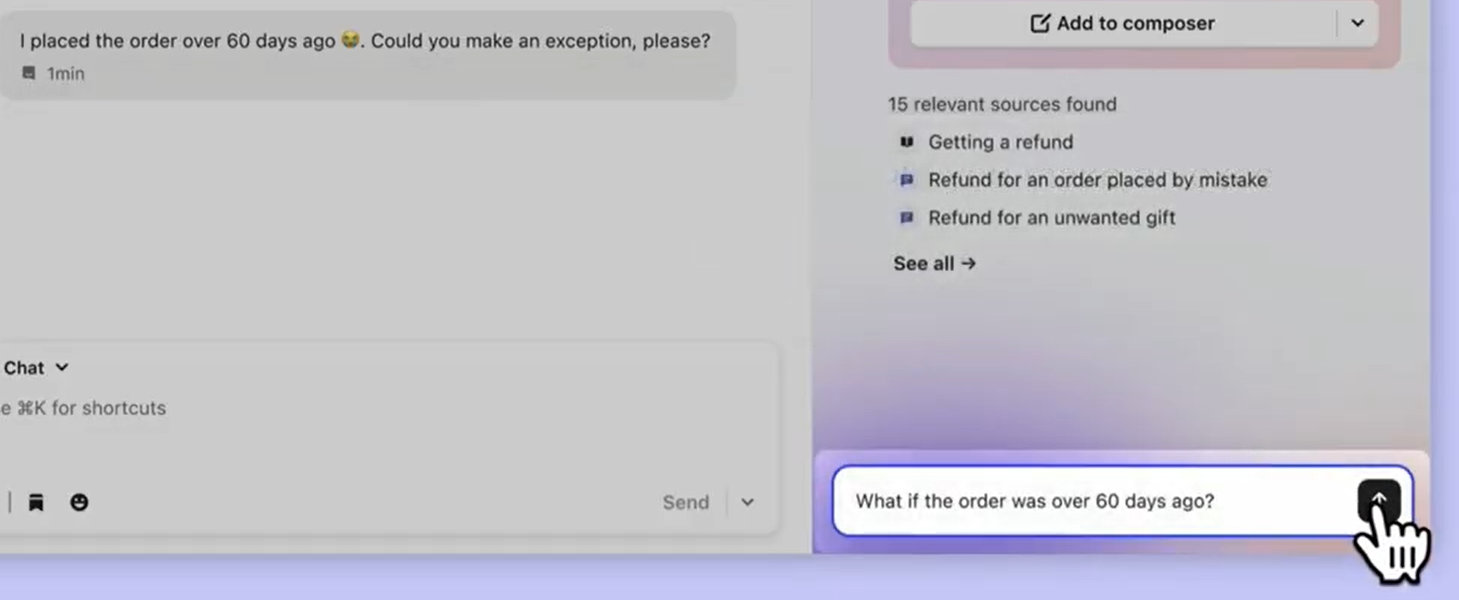 I placed the order over 60 days ago 😭. Could you make an exception, please?
1min
Chat
e ⌘K for shortcuts
Send
Add to composer
15 relevant sources found
Getting a refund
Refund for an order placed by mistake
Refund for an unwanted gift
See all →
What if the order was over 60 days ago?